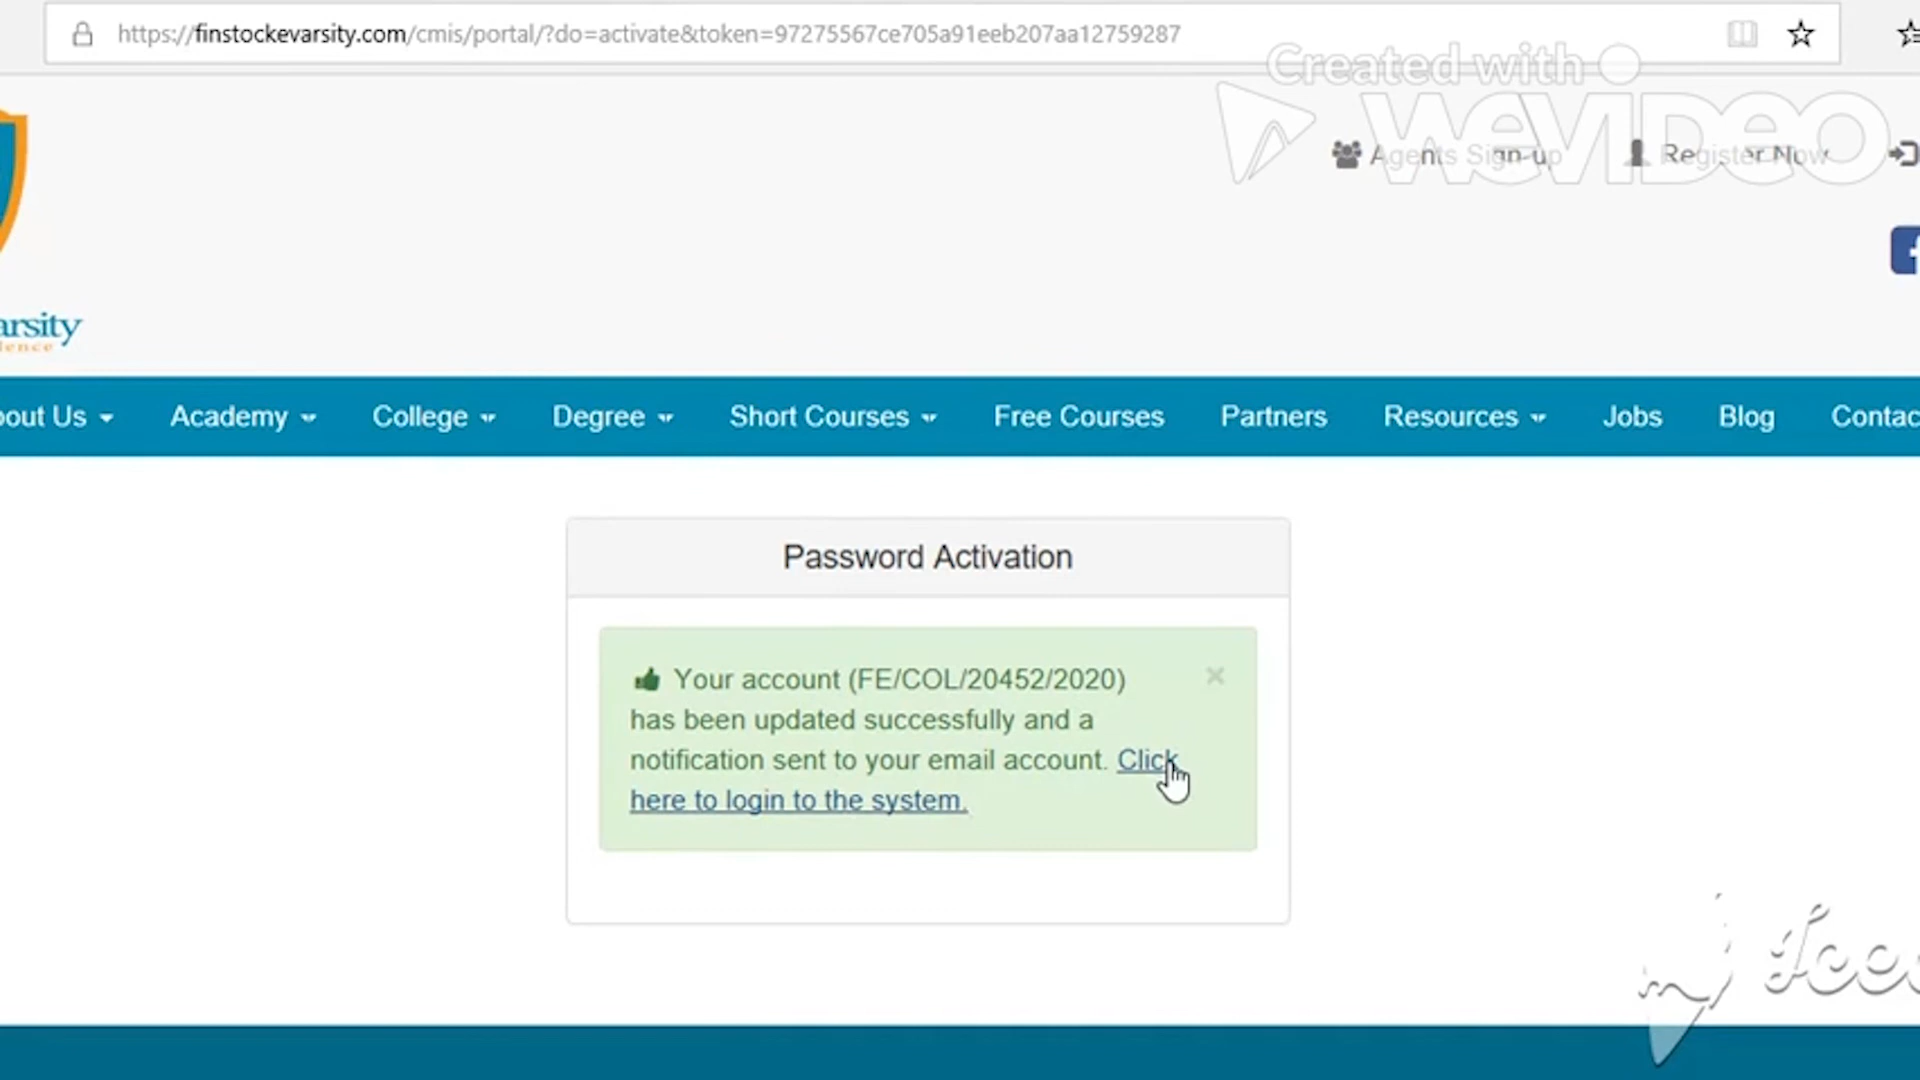 https://finstockevarsity.com/cmis/portal/?do=activate&token=97275567ce705a91eeb207aa12759287
Created with
WeVideo
Agents Sign-up
Register Now
arsity
lence
bout Us
Academy
College
Degree
Short Courses
Free Courses
Partners
Resources
Jobs
Blog
Contac
Password Activation
Your account (FE/COL/20452/2020)
has been updated successfully and a
notification sent to your email account. Click
here to login to the system.